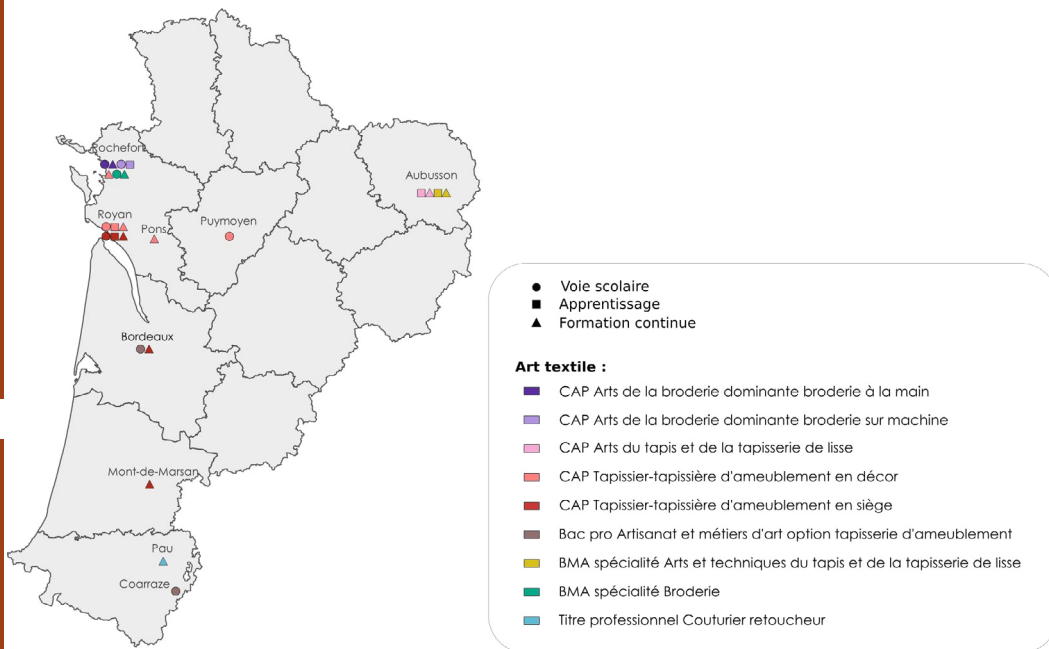 Rochefort
Aubusson
Royan
Pons
Puymoyen
Bordeaux
Mont-de-Marsan
Pau
Coarraze
Voie scolaire
Apprentissage
Formation continue
Art textile :
CAP Arts de la broderie dominante broderie à la main
CAP Arts de la broderie dominante broderie sur machine
CAP Arts du tapis et de la tapisserie de lisse
CAP Tapissier-tapissière d'ameublement en décor
CAP Tapissier-tapissière d'ameublement en siège
Bac pro Artisanat et métiers d'art option tapisserie d'ameublement
BMA spécialité Arts et techniques du tapis et de la tapisserie de lisse
BMA spécialité Broderie
Titre professionnel Couturier retoucheur